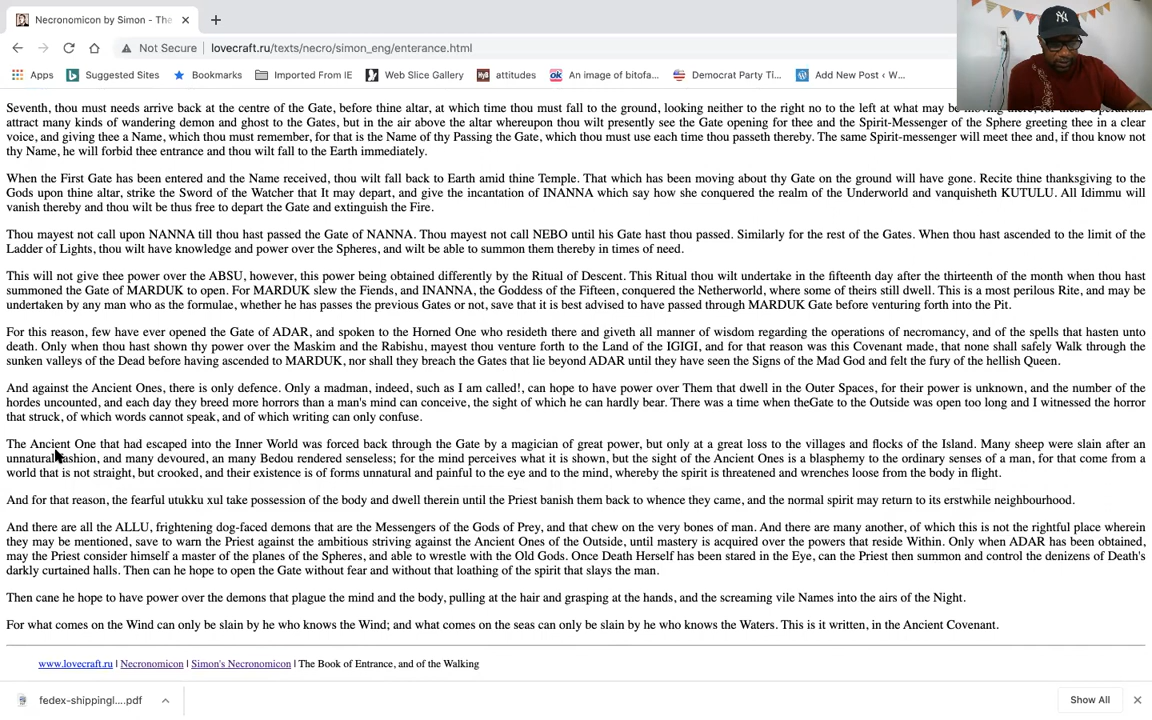 Necronomicon by Simon - The
Not Secure | lovecraft.ru/texts/necro/simon_eng/enterance.html
Apps Suggested Sites Bookmarks Imported From IE Web Slice Gallery HyB attitudes ok An image of bitofa... Democrat Party Ti... Add New Post ‹ W...
NY
Seventh, thou must needs arrive back at the centre of the Gate, before thine altar, at which time thou must fall to the ground, looking neither to the right no to the left at what may be
attract many kinds of wandering demon and ghost to the Gates, but in the air above the altar whereupon thou wilt presently see the Gate opening for thee and the Spirit-Messenger of the Sphere greeting thee in a clear
voice, and giving thee a Name, which thou must remember, for that is the Name of thy Passing the Gate, which thou must use each time thou passeth thereby. The same Spirit-messenger will meet thee and, if thou know not
thy Name, he will forbid thee entrance and thou wilt fall to the Earth immediately.
When the First Gate has been entered and the Name received, thou wilt fall back to Earth amid thine Temple. That which has been moving about thy Gate on the ground will have gone. Recite thine thanksgiving to the
Gods upon thine altar, strike the Sword of the Watcher that It may depart, and give the incantation of INANNA which say how she conquered the realm of the Underworld and vanquisheth KUTULU. All Idimmu will
vanish thereby and thou wilt be thus free to depart the Gate and extinguish the Fire.
Thou mayest not call upon NANNA till thou hast passed the Gate of NANNA. Thou mayest not call NEBO until his Gate hast thou passed. Similarly for the rest of the Gates. When thou hast ascended to the limit of the
Ladder of Lights, thou wilt have knowledge and power over the Spheres, and wilt be able to summon them thereby in times of need.
This will not give thee power over the ABSU, however, this power being obtained differently by the Ritual of Descent. This Ritual thou wilt undertake in the fifteenth day after the thirteenth of the month when thou hast
summoned the Gate of MARDUK to open. For MARDUK slew the Fiends, and INANNA, the Goddess of the Fifteen, conquered the Netherworld, where some of theirs still dwell. This is a most perilous Rite, and may be
undertaken by any man who as the formulae, whether he has passes the previous Gates or not, save that it is best advised to have passed through MARDUK Gate before venturing forth into the Pit.
For this reason, few have ever opened the Gate of ADAR, and spoken to the Horned One who resideth there and giveth all manner of wisdom regarding the operations of necromancy, and of the spells that hasten unto
death. Only when thou hast shown thy power over the Maskim and the Rabishu, mayest thou venture forth to the Land of the IGIGI, and for that reason was this Covenant made, that none shall safely Walk through the
sunken valleys of the Dead before having ascended to MARDUK, nor shall they breach the Gates that lie beyond ADAR until they have seen the Signs of the Mad God and felt the fury of the hellish Queen.
And against the Ancient Ones, there is only defence. Only a madman, indeed, such as I am called!, can hope to have power over Them that dwell in the Outer Spaces, for their power is unknown, and the number of the
hordes uncounted, and each day they breed more horrors than a man's mind can conceive, the sight of which he can hardly bear. There was a time when theGate to the Outside was open too long and I witnessed the horror
that struck, of which words cannot speak, and of which writing can only confuse.
The Ancient One that had escaped into the Inner World was forced back through the Gate by a magician of great power, but only at a great loss to the villages and flocks of the Island. Many sheep were slain after an
unnatural fashion, and many devoured, an many Bedou rendered senseless; for the mind perceives what it is shown, but the sight of the Ancient Ones is a blasphemy to the ordinary senses of a man, for that come from a
world that is not straight, but crooked, and their existence is of forms unnatural and painful to the eye and to the mind, whereby the spirit is threatened and wrenches loose from the body in flight.
And for that reason, the fearful utukku xul take possession of the body and dwell therein until the Priest banish them back to whence they came, and the normal spirit may return to its erstwhile neighbourhood.
And there are all the ALLU, frightening dog-faced demons that are the Messengers of the Gods of Prey, and that chew on the very bones of man. And there are many another, of which this is not the rightful place wherein
they may be mentioned, save to warn the Priest against the ambitious striving against the Ancient Ones of the Outside, until mastery is acquired over the powers that reside Within. Only when ADAR has been obtained,
may the Priest consider himself a master of the planes of the Spheres, and able to wrestle with the Old Gods. Once Death Herself has been stared in the Eye, can the Priest then summon and control the denizens of Death's
darkly curtained halls. Then can he hope to open the Gate without fear and without that loathing of the spirit that slays the man.
Then cane he hope to have power over the demons that plague the mind and the body, pulling at the hair and grasping at the hands, and the screaming vile Names into the airs of the Night.
For what comes on the Wind can only be slain by he who knows the Wind; and what comes on the seas can only be slain by he who knows the Waters. This is it written, in the Ancient Covenant.
www.lovecraft.ru | Necronomicon | Simon's Necronomicon | The Book of Entrance, and of the Walking
fedex-shippingl....pdf Show All